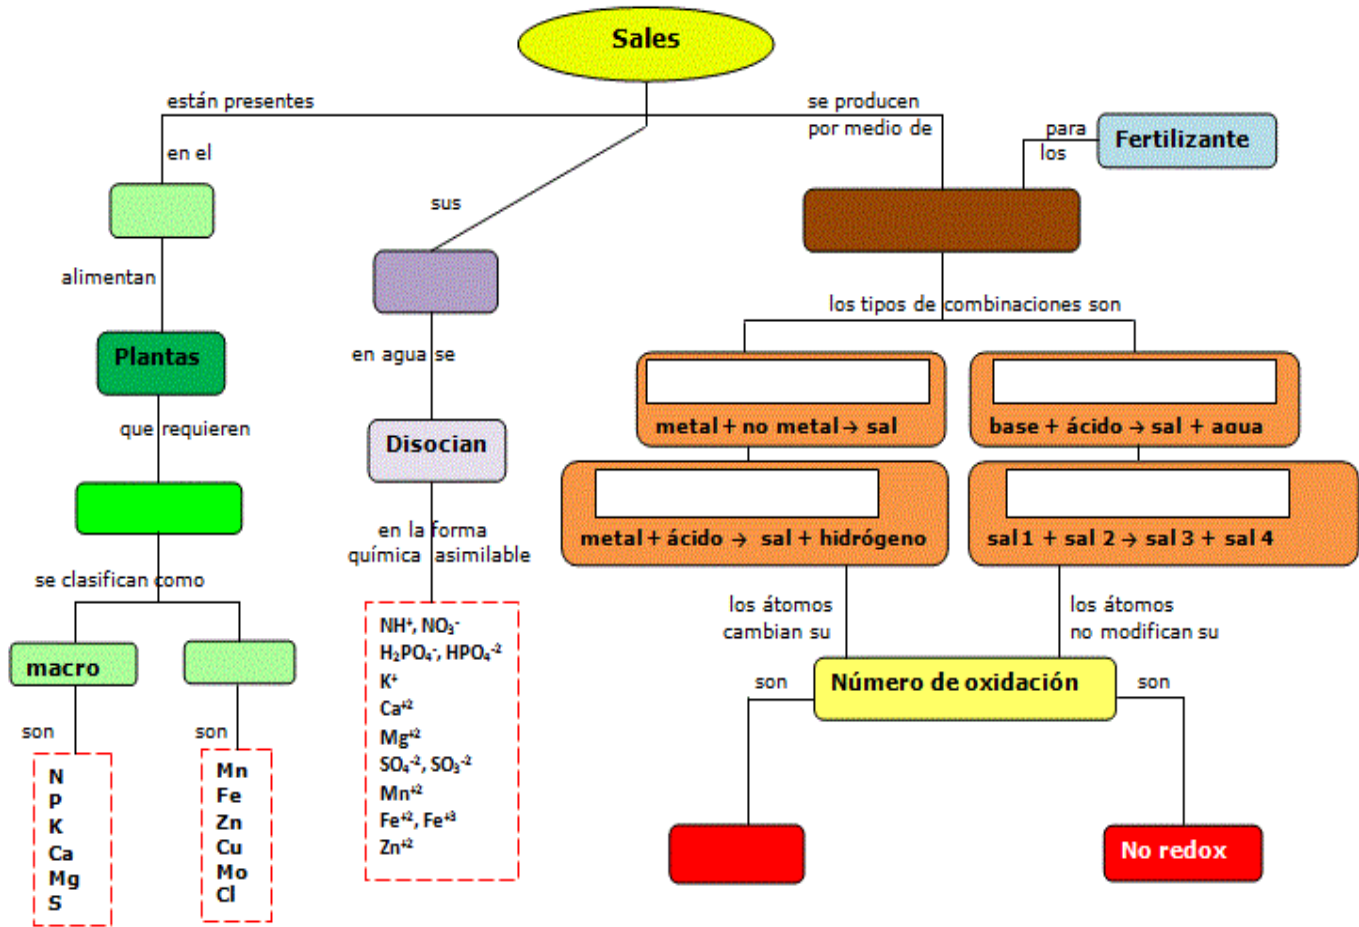 Sales
están presentes
se producen
por medio de
para
los
Fertilizante
en el
sus
alimentan
los tipos de combinaciones son
Plantas
en agua se
metal + no metal → sal
base + ácido → sal + agua
que requieren
Disocian
en la forma
química asimilable
metal + ácido → sal + hidrógeno
sal 1 + sal 2 → sal 3 + sal 4
se clasifican como
los átomos
cambian su
los átomos
no modifican su
macro
NH⁺, NO₃⁻
H₂PO₄⁻, HPO₄⁻²
K⁺
Ca⁺²
Mg⁺²
SO₄⁻², SO₃⁻²
Mn⁺²
Fe⁺², Fe⁺³
Zn⁺²
son
Número de oxidación
son
son
son
N
P
K
Ca
Mg
S
Mn
Fe
Zn
Cu
Mo
Cl
No redox